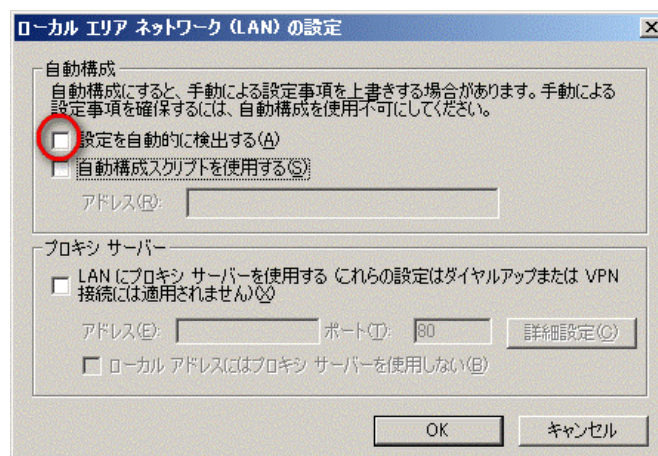 ローカル エリア ネットワーク (LAN) の設定
自動構成
自動構成にすると、手動による設定事項を上書きする場合があります。手動による
設定事項を確保するには、自動構成を使用不可にしてください。
設定を自動的に検出する(A)
自動構成スクリプトを使用する(S)
アドレス(R):
プロキシ サーバー
LAN にプロキシ サーバーを使用する (これらの設定はダイヤルアップまたは VPN
接続には適用されません)(X)
アドレス(E): ポート(T): 80 詳細設定(C)
ローカル アドレスにはプロキシ サーバーを使用しない(B)
OK キャンセル